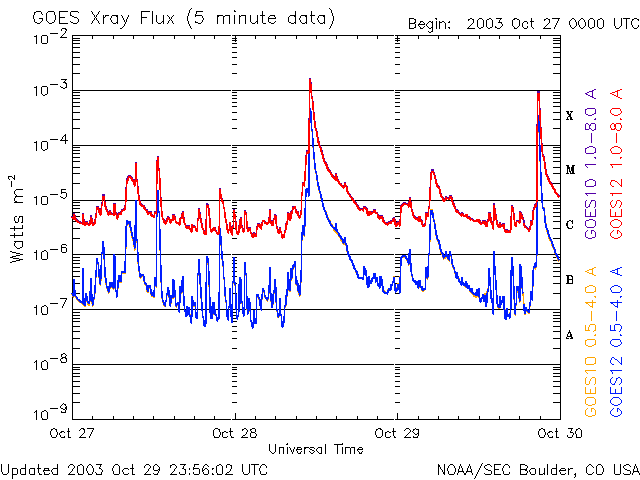 GOES Xray Flux (5 minute data)
Begin: 2003 Oct 27 0000 UTC
10-2
10-3
10-4
10-5
10-6
10-7
10-8
10-9
Watts m-2
X
M
C
B
A
GOES10 1.0-8.0 A
GOES12 1.0-8.0 A
GOES10 0.5-4.0 A
GOES12 0.5-4.0 A
Oct 27
Oct 28
Oct 29
Oct 30
Universal Time
Updated 2003 Oct 29 23:56:02 UTC
NOAA/SEC Boulder, CO USA